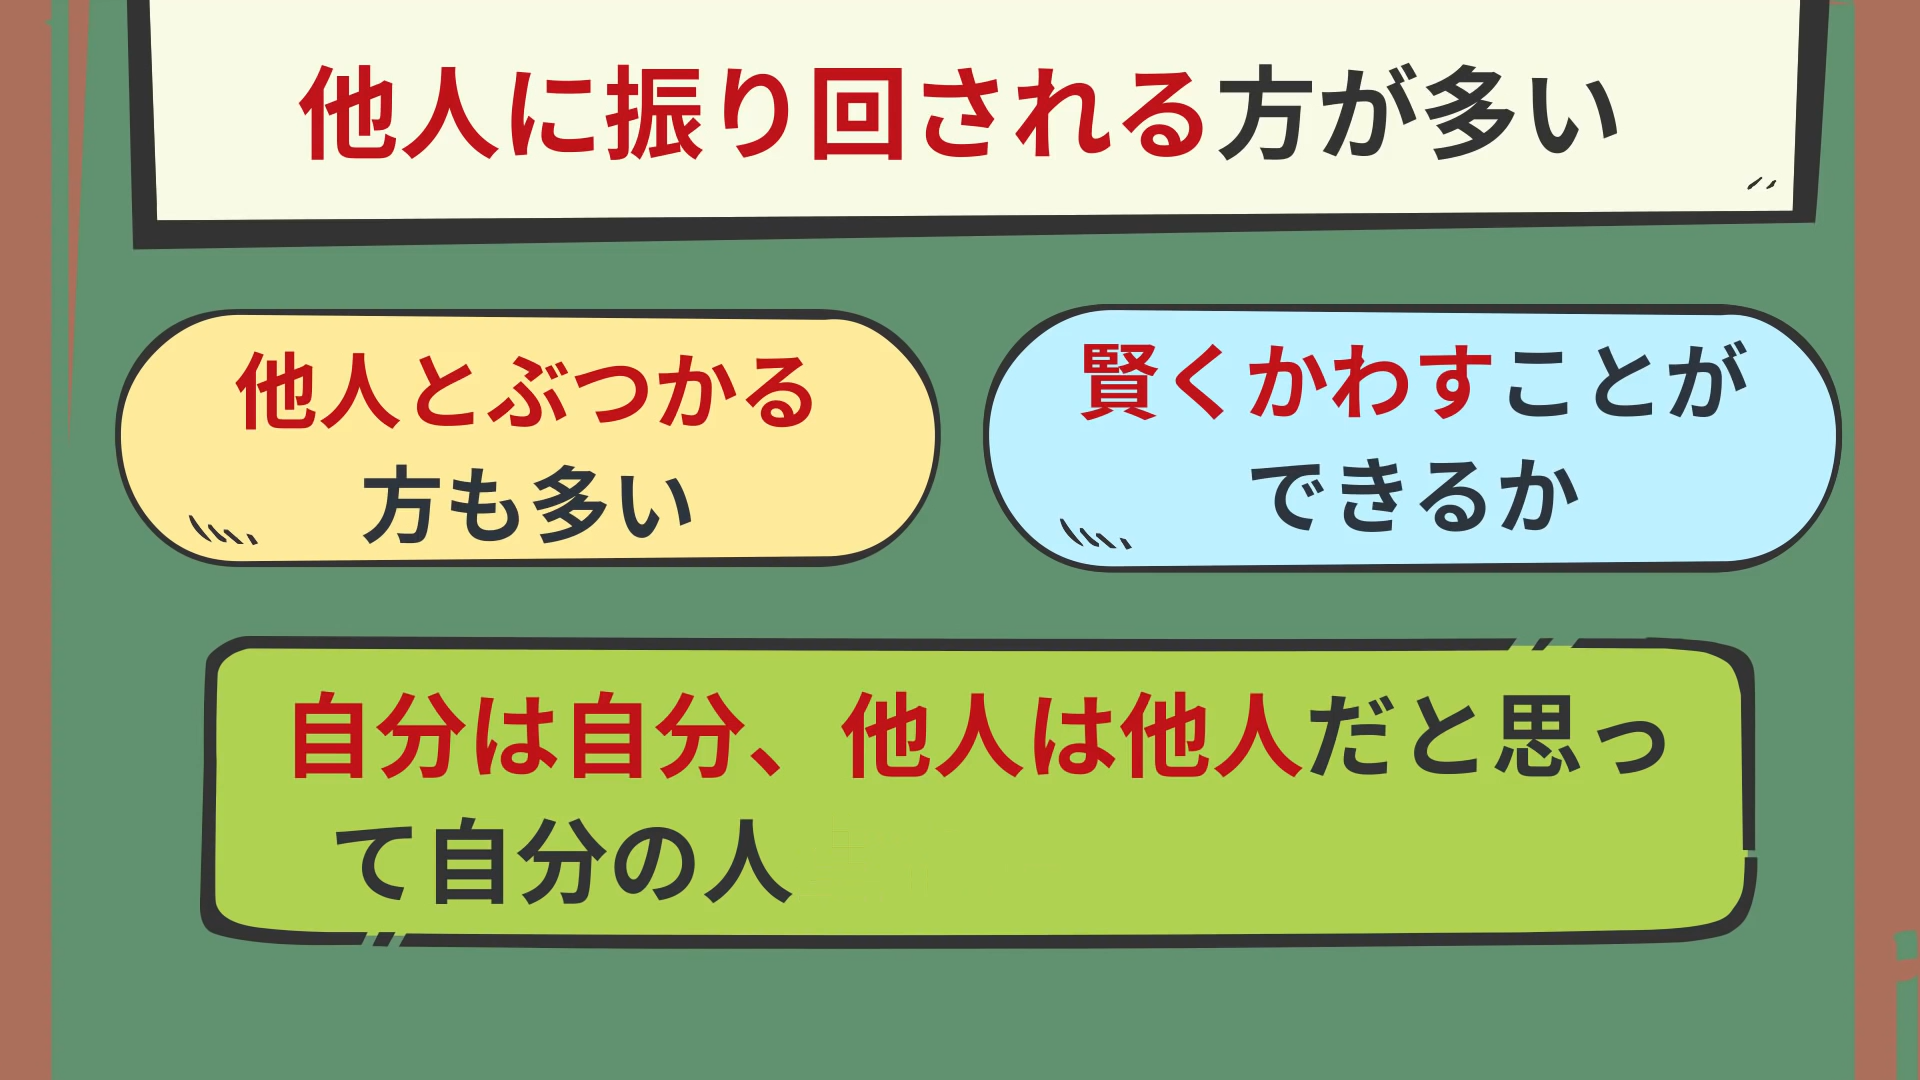 他人に振り回される方が多い
他人とぶつかる
方も多い
賢くかわすことが
できるか
自分は自分、他人は他人だと思っ
て自分の人